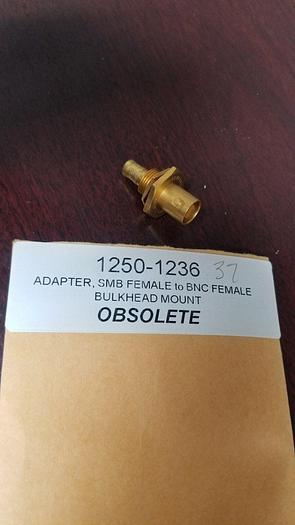 1250-1236 37
ADAPTER, SMB FEMALE to BNC FEMALE
BULKHEAD MOUNT
OBSOLETE